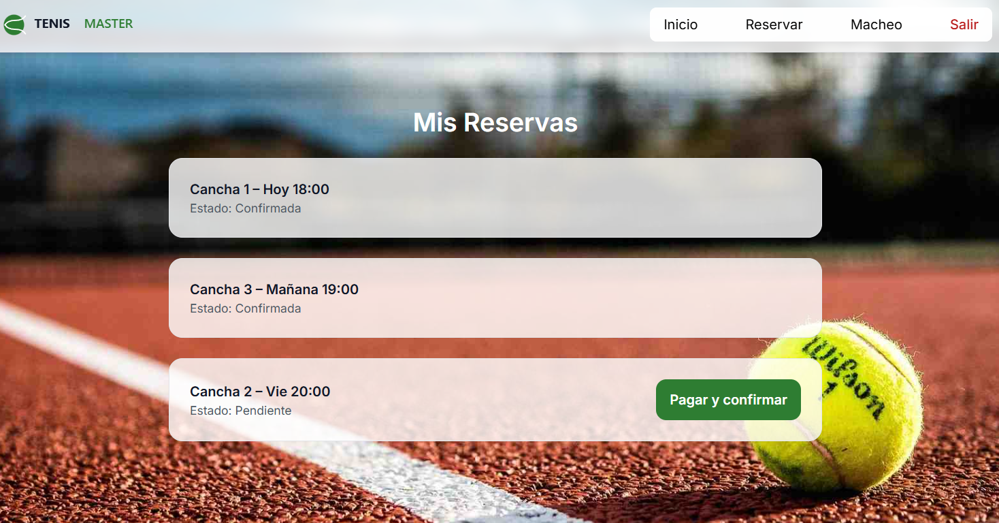 TENIS MASTER
Inicio Reservar Macheo Salir
Mis Reservas
Cancha 1 – Hoy 18:00
Estado: Confirmada
Cancha 3 – Mañana 19:00
Estado: Confirmada
Cancha 2 – Vie 20:00
Estado: Pendiente
Pagar y confirmar
Wilson
1